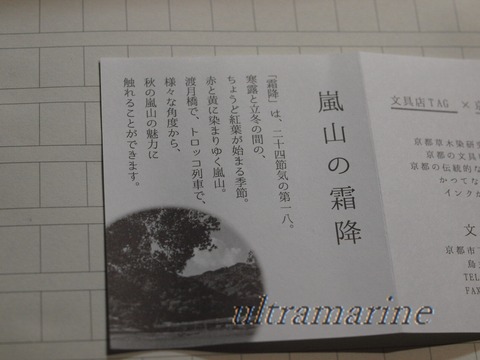 嵐山の霜降
「霜降」は、二十四節気の第一八。
寒露と立冬の間の、
ちょうど紅葉が始まる季節。
赤と黄に染まりゆく嵐山。
渡月橋で、トロッコ列車で、
様々な角度から、
秋の嵐山の魅力に
触れることができます。
文具店TAG ×
京都草木染研究
京都の文具
京都の伝統的な
かつてな
インクが
文
京都市下
烏丸
TEL
FAX
ultramarine